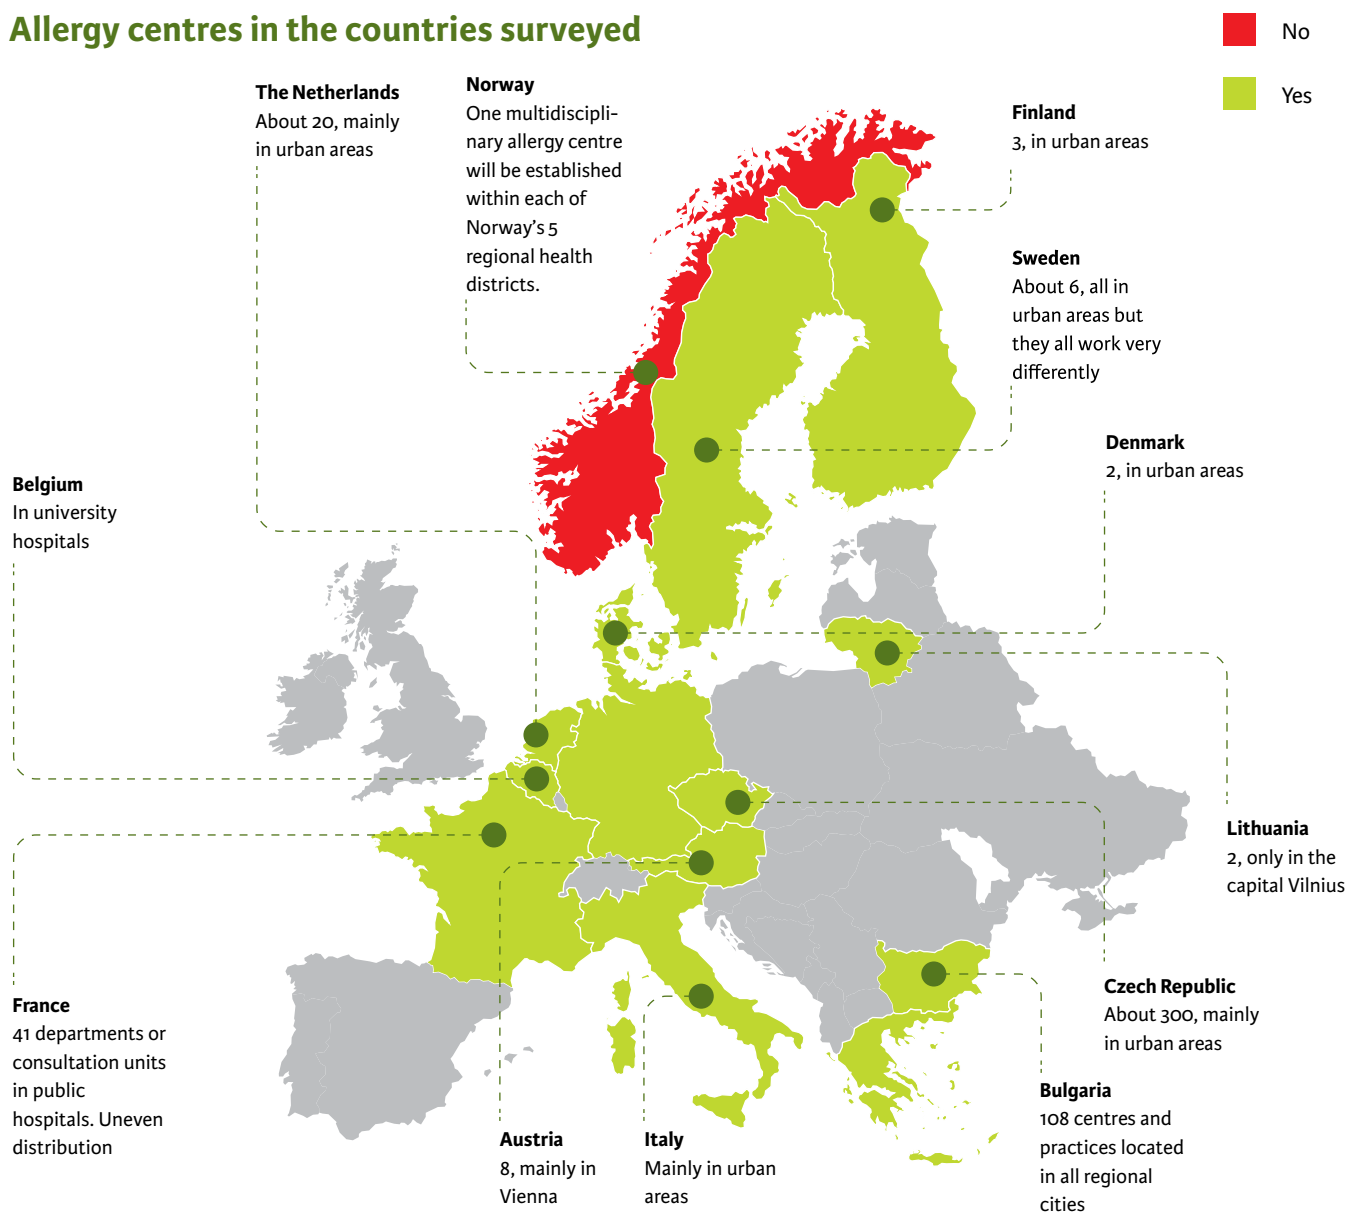 Allergy centres in the countries surveyed
No
Yes
The Netherlands
About 20, mainly
in urban areas
Norway
One multidiscipli-
nary allergy centre
will be established
within each of
Norway's 5
regional health
districts.
Finland
3, in urban areas
Sweden
About 6, all in
urban areas but
they all work very
differently
Denmark
2, in urban areas
Belgium
In university
hospitals
Lithuania
2, only in the
capital Vilnius
France
41 departments or
consultation units
in public
hospitals. Uneven
distribution
Czech Republic
About 300, mainly
in urban areas
Bulgaria
108 centres and
practices located
in all regional
cities
Austria
8, mainly in
Vienna
Italy
Mainly in urban
areas